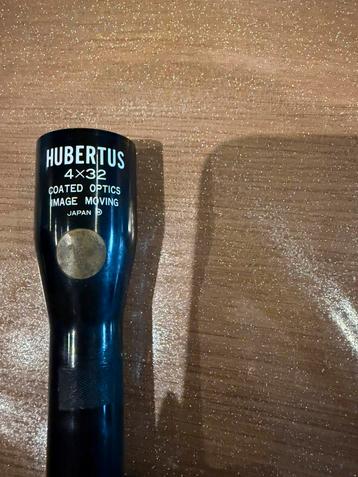 HUBERTUS
4×32
COATED OPTICS
IMAGE MOVING
JAPAN